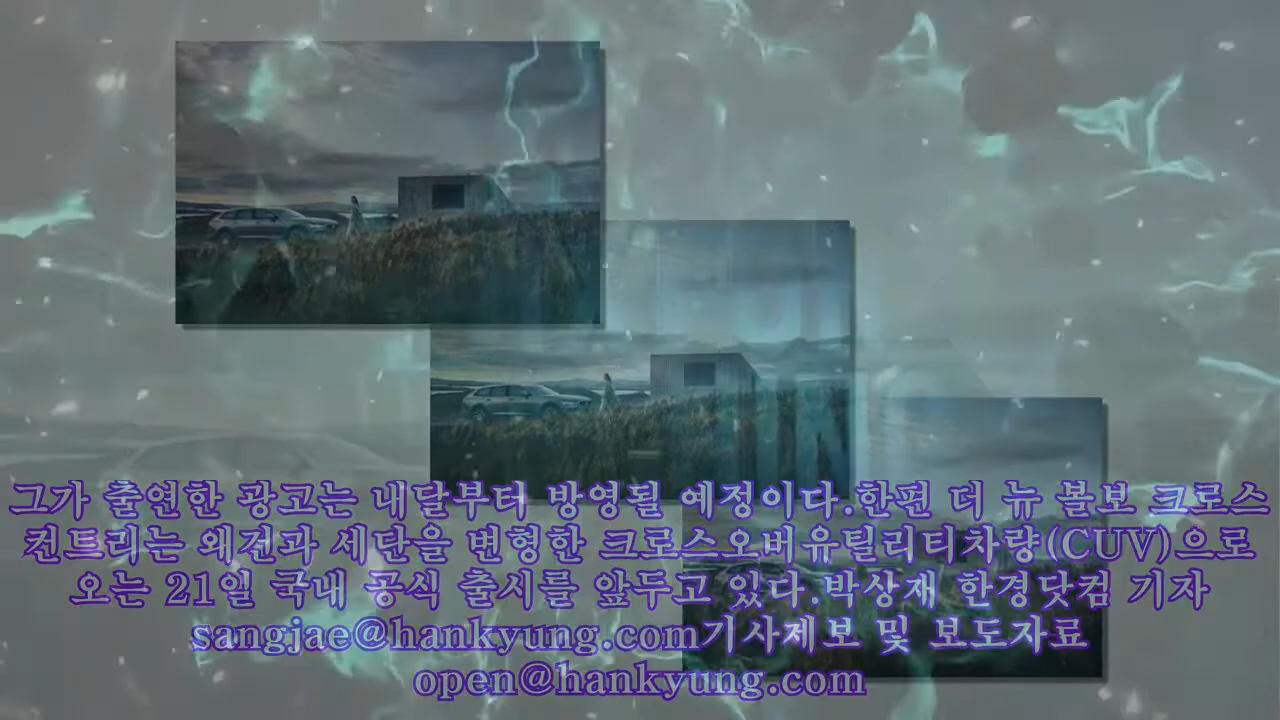 그가 출연한 광고는 내달부터 방영될 예정이다.한편 더 뉴 볼보 크로스
컨트리는 왜건과 세단을 변형한 크로스오버유틸리티차량(CUV)으로
오는 21일 국내 공식 출시를 앞두고 있다.박상재 한경닷컴 기자
sangjae@hankyung.com기사제보 및 보도자료
open@hankyung.com